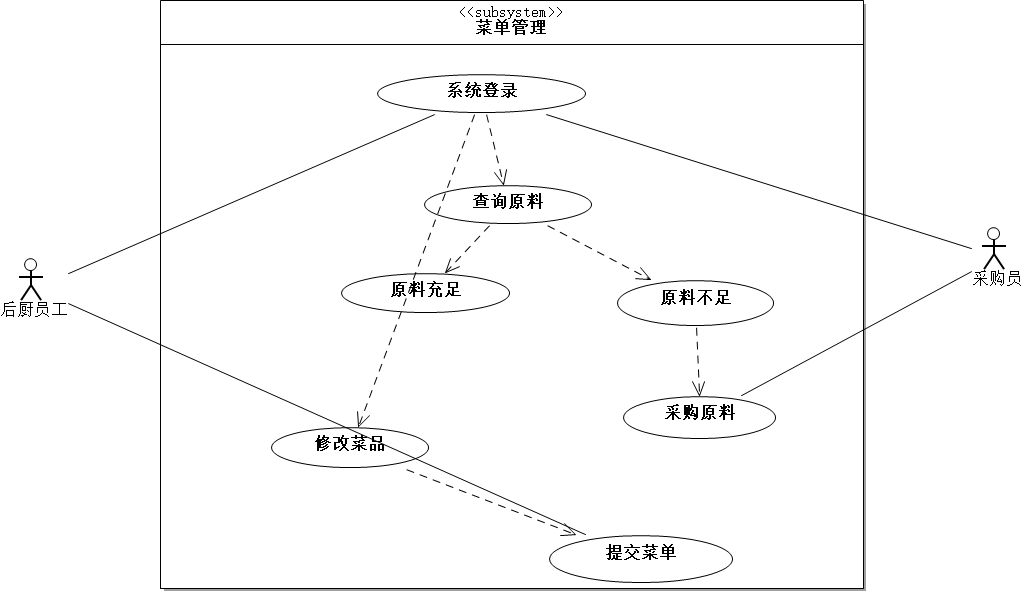 <<subsystem>>
菜单管理
系统登录
查询原料
原料充足
原料不足
后厨员工
采购员
采购原料
修改菜品
提交菜单